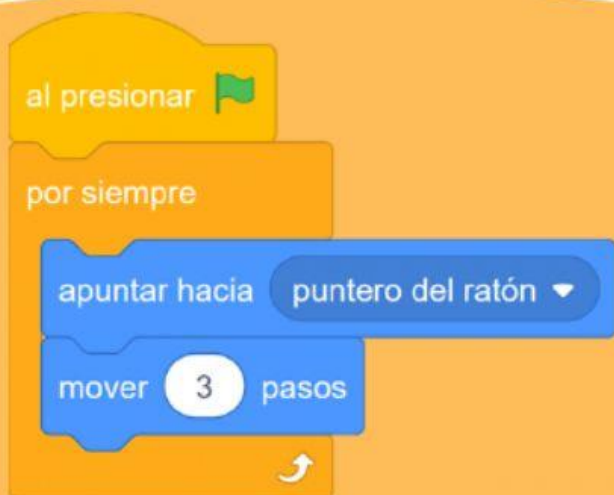 al presionar
por siempre
apuntar hacia puntero del ratón
mover 3 pasos